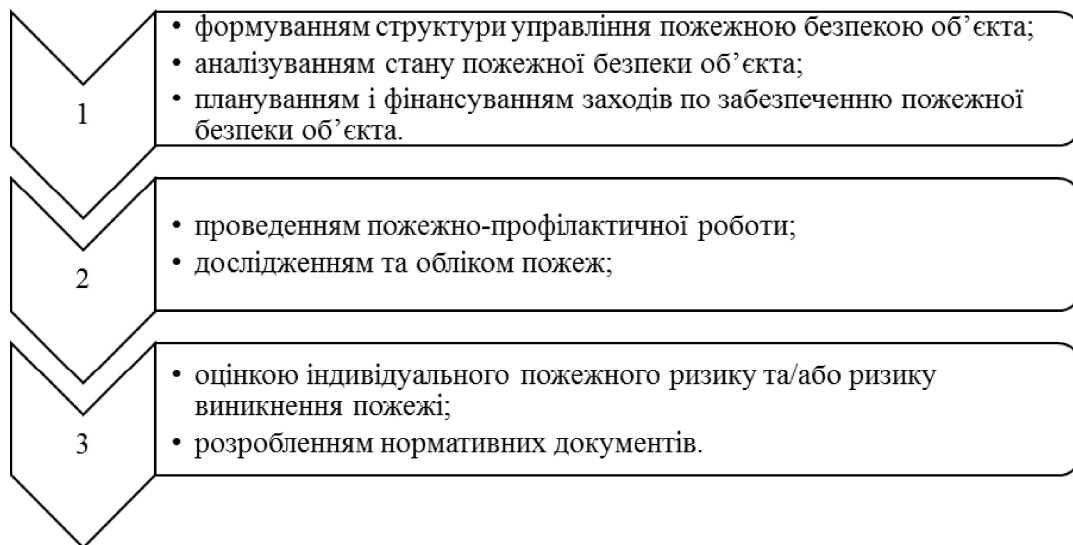 • формуванням структури управління пожежною безпекою об’єкта;
• аналізуванням стану пожежної безпеки об’єкта;
• плануванням і фінансуванням заходів по забезпеченню пожежної
безпеки об’єкта.
1
• проведенням пожежно-профілактичної роботи;
• дослідженням та обліком пожеж;
2
• оцінкою індивідуального пожежного ризику та/або ризику
виникнення пожежі;
• розробленням нормативних документів.
3